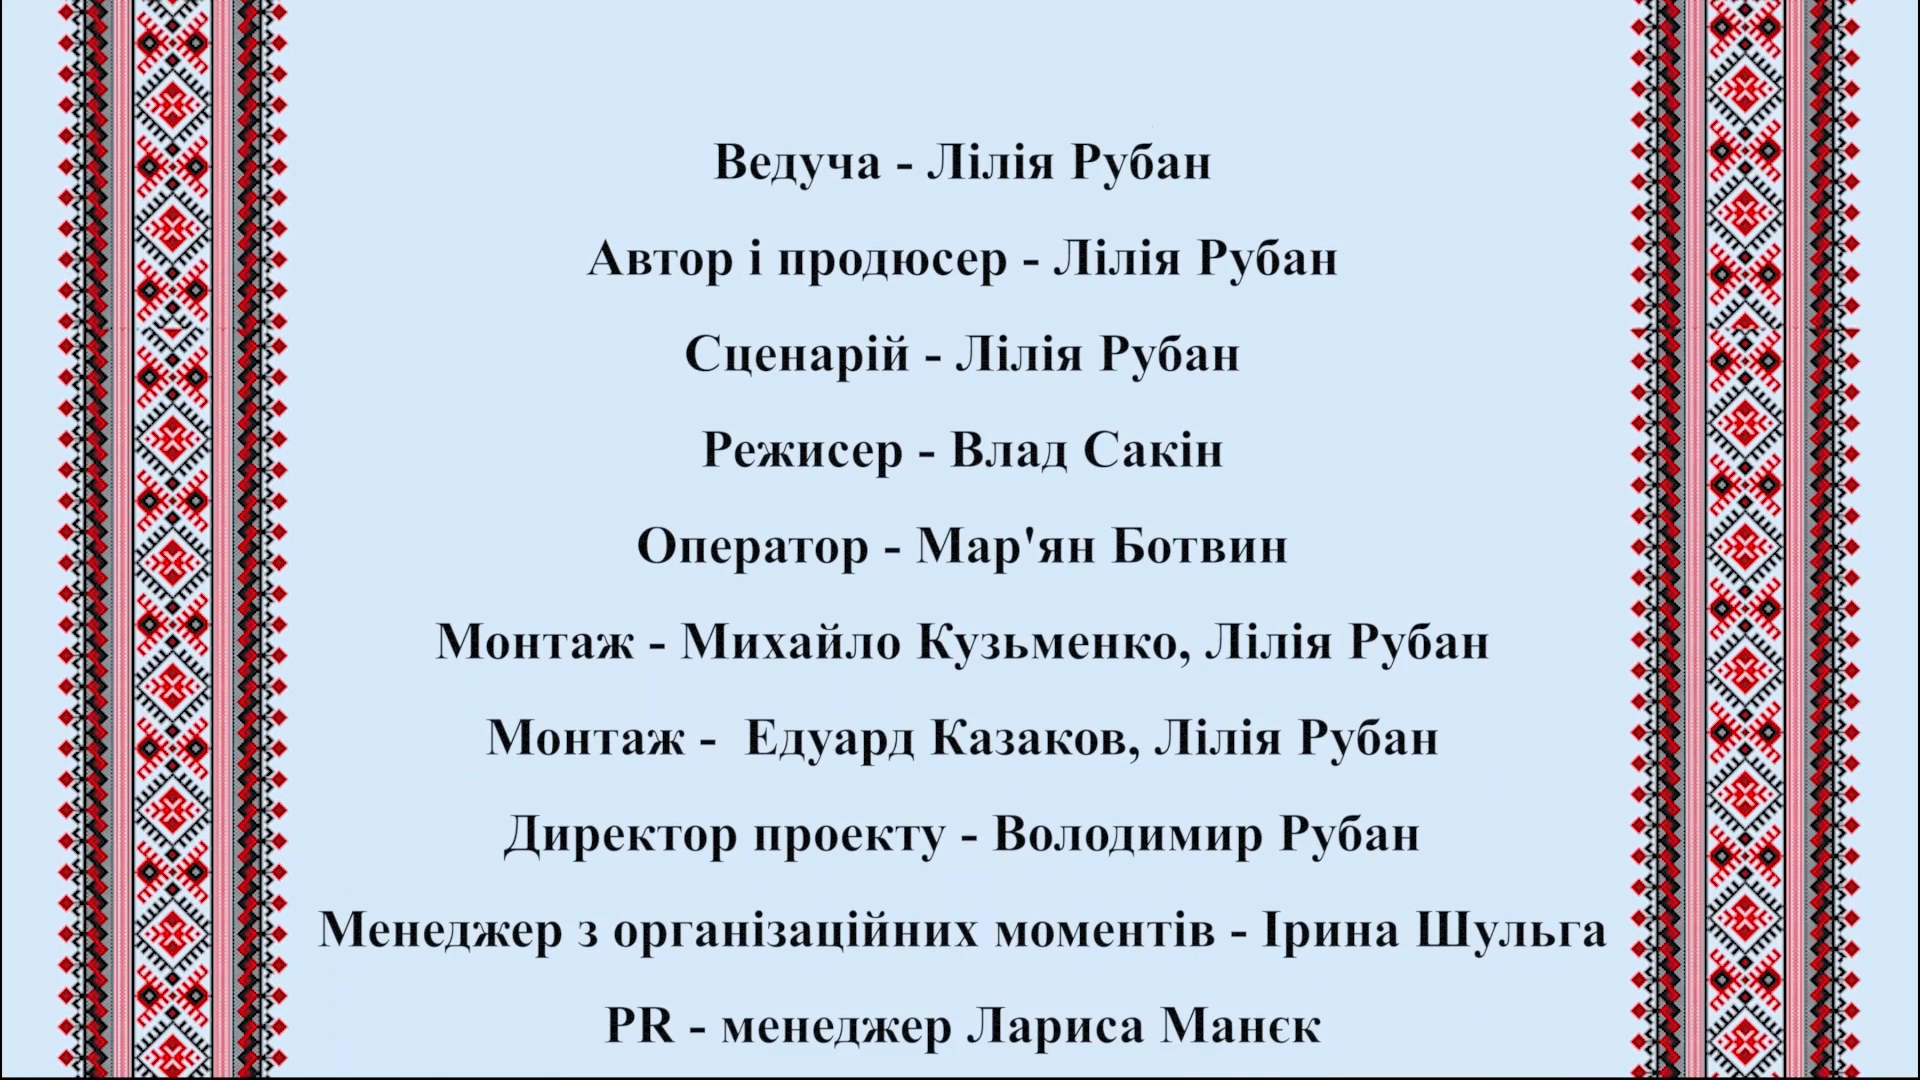 Ведуча - Лілія Рубан
Автор і продюсер - Лілія Рубан
Сценарій - Лілія Рубан
Режисер - Влад Сакін
Оператор - Мар'ян Ботвин
Монтаж - Михайло Кузьменко, Лілія Рубан
Монтаж -  Едуард Казаков, Лілія Рубан
Директор проекту - Володимир Рубан
Менеджер з організаційних моментів - Ірина Шульга
PR - менеджер Лариса Манєк